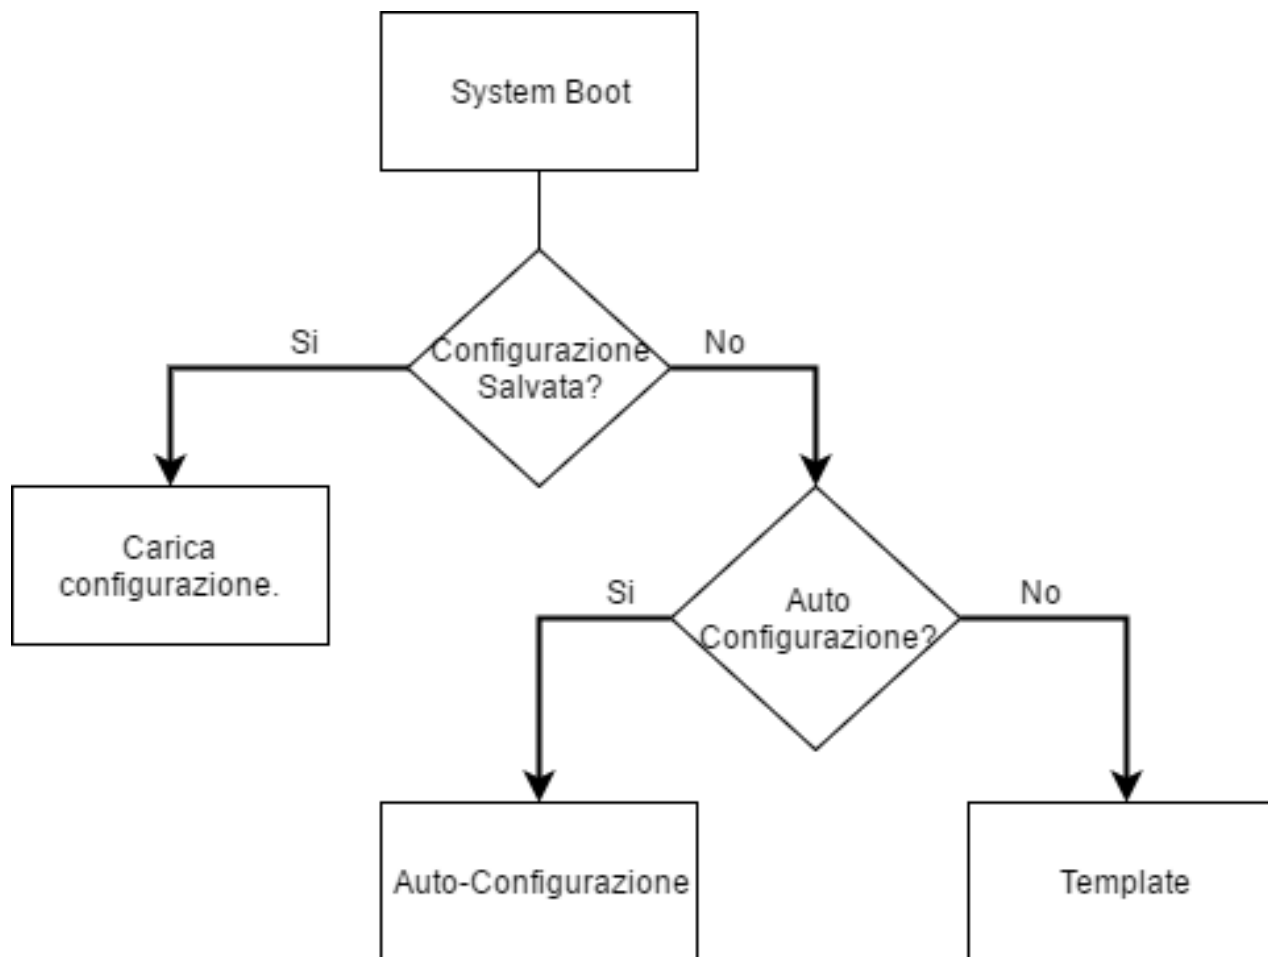 System Boot
Si
No
Configurazione
Salvata?
Carica
configurazione.
Si
No
Auto
Configurazione?
Auto-Configurazione
Template